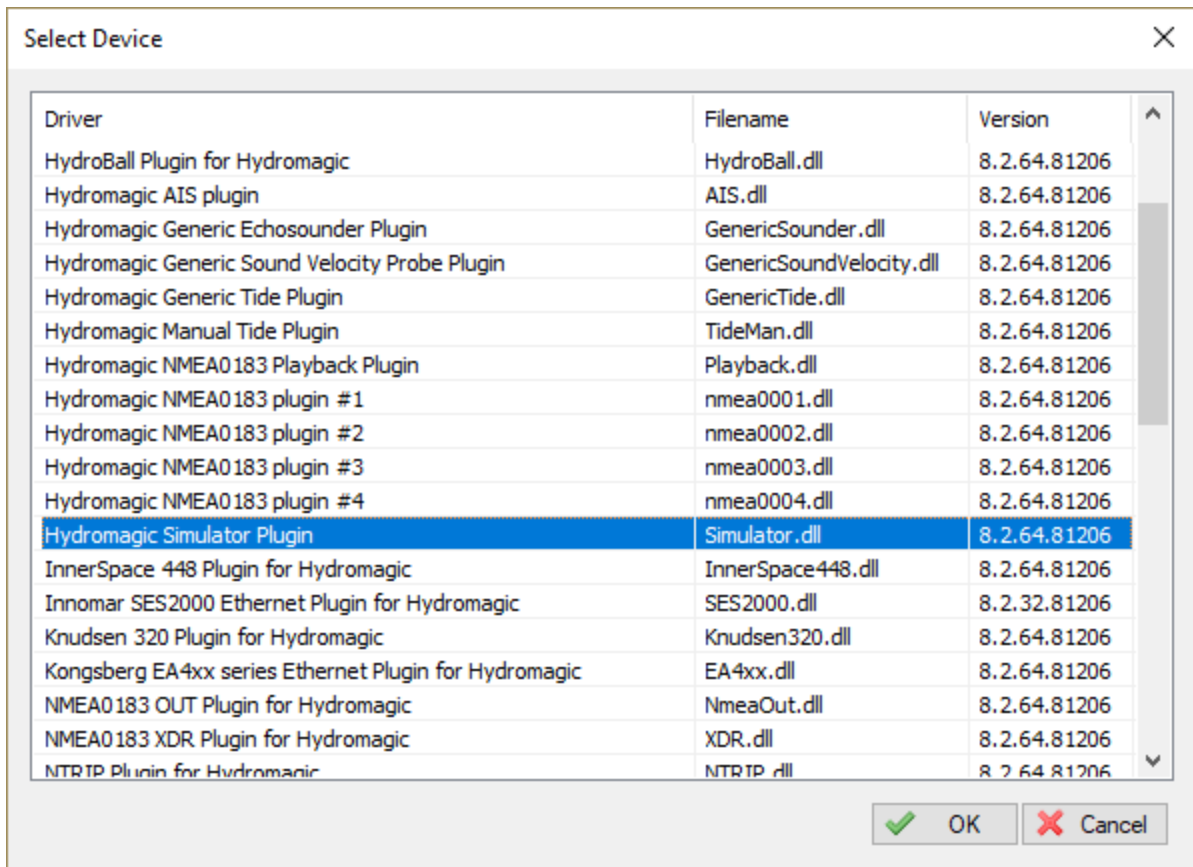 Select Device
Driver Filename Version
HydroBall Plugin for Hydromagic HydroBall.dll 8.2.64.81206
Hydromagic AIS plugin AIS.dll 8.2.64.81206
Hydromagic Generic Echosounder Plugin GenericSounder.dll 8.2.64.81206
Hydromagic Generic Sound Velocity Probe Plugin GenericSoundVelocity.dll 8.2.64.81206
Hydromagic Generic Tide Plugin GenericTide.dll 8.2.64.81206
Hydromagic Manual Tide Plugin TideMan.dll 8.2.64.81206
Hydromagic NMEA0183 Playback Plugin Playback.dll 8.2.64.81206
Hydromagic NMEA0183 plugin #1 nmea0001.dll 8.2.64.81206
Hydromagic NMEA0183 plugin #2 nmea0002.dll 8.2.64.81206
Hydromagic NMEA0183 plugin #3 nmea0003.dll 8.2.64.81206
Hydromagic NMEA0183 plugin #4 nmea0004.dll 8.2.64.81206
Hydromagic Simulator Plugin Simulator.dll 8.2.64.81206
InnerSpace 448 Plugin for Hydromagic InnerSpace448.dll 8.2.64.81206
Innomar SES2000 Ethernet Plugin for Hydromagic SES2000.dll 8.2.32.81206
Knudsen 320 Plugin for Hydromagic Knudsen320.dll 8.2.64.81206
Kongsberg EA4xx series Ethernet Plugin for Hydromagic EA4xx.dll 8.2.64.81206
NMEA0183 OUT Plugin for Hydromagic NmeaOut.dll 8.2.64.81206
NMEA0183 XDR Plugin for Hydromagic XDR.dll 8.2.64.81206
NTRIP Plugin for Hydromagic NTRIP.dll 8.2.64.81206
OK Cancel